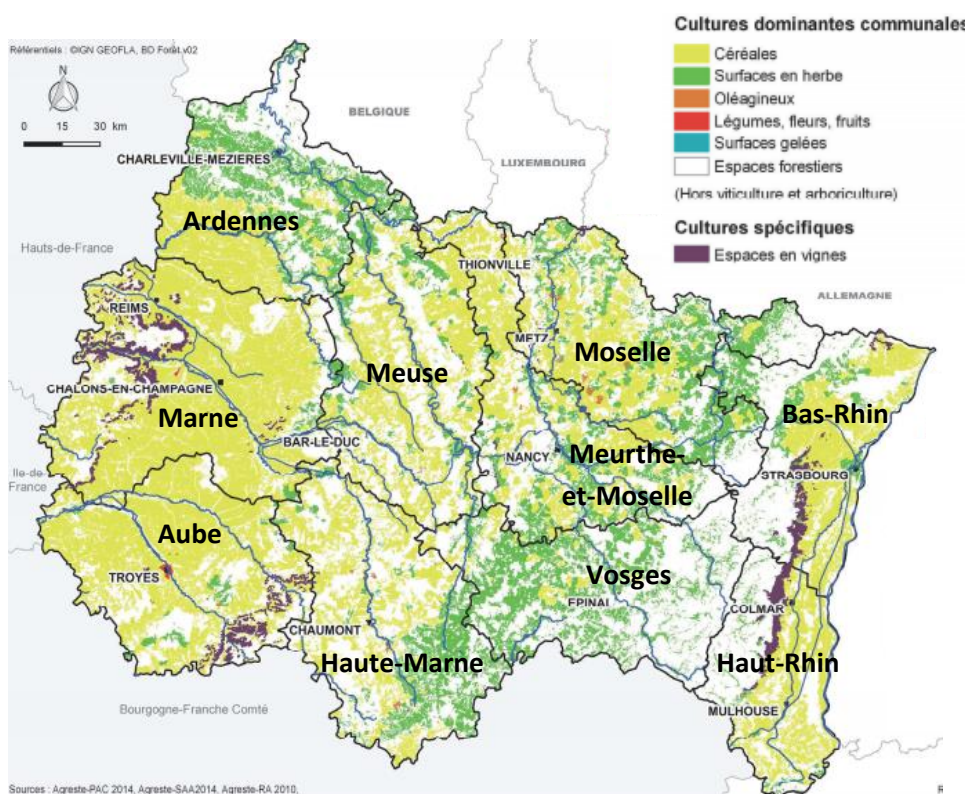 Cultures dominantes communales
Céréales
Surfaces en herbe
Oléagineux
Légumes, fleurs, fruits
Surfaces gelées
Espaces forestiers
(Hors viticulture et arboriculture)
Cultures spécifiques
Espaces en vignes
Référentiels : ©IGN GEOFLA, BD Forêt v02
N
0 15 30 km
BELGIQUE
LUXEMBOURG
ALLEMAGNE
Hauts-de-France
Ile-de-
France
Bourgogne-Franche Comté
CHARLEVILLE-MEZIERES
Ardennes
THIONVILLE
REIMS
METZ
Moselle
Meuse
CHALONS-EN-CHAMPAGNE
Marne
Bas-Rhin
BAR-LE-DUC
NANCY
Meurthe-
et-Moselle
STRASBOURG
Aube
TROYES
Vosges
EPINAL
COLMAR
CHAUMONT
Haute-Marne
Haut-Rhin
MULHOUSE
Sources : Agreste-PAC 2014, Agreste-SAA2014, Agreste-RA 2010,
R